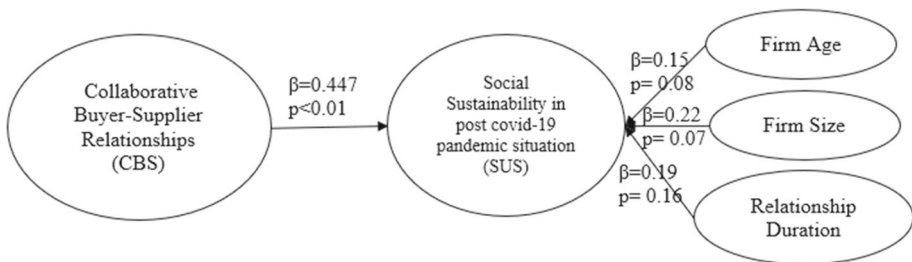 Collaborative
Buyer-Supplier
Relationships
(CBS)
β=0.447
p<0.01
Social
Sustainability in
post covid-19
pandemic situation
(SUS)
β=0.15
p= 0.08
β=0.22
p= 0.07
β=0.19
p= 0.16
Firm Age
Firm Size
Relationship
Duration